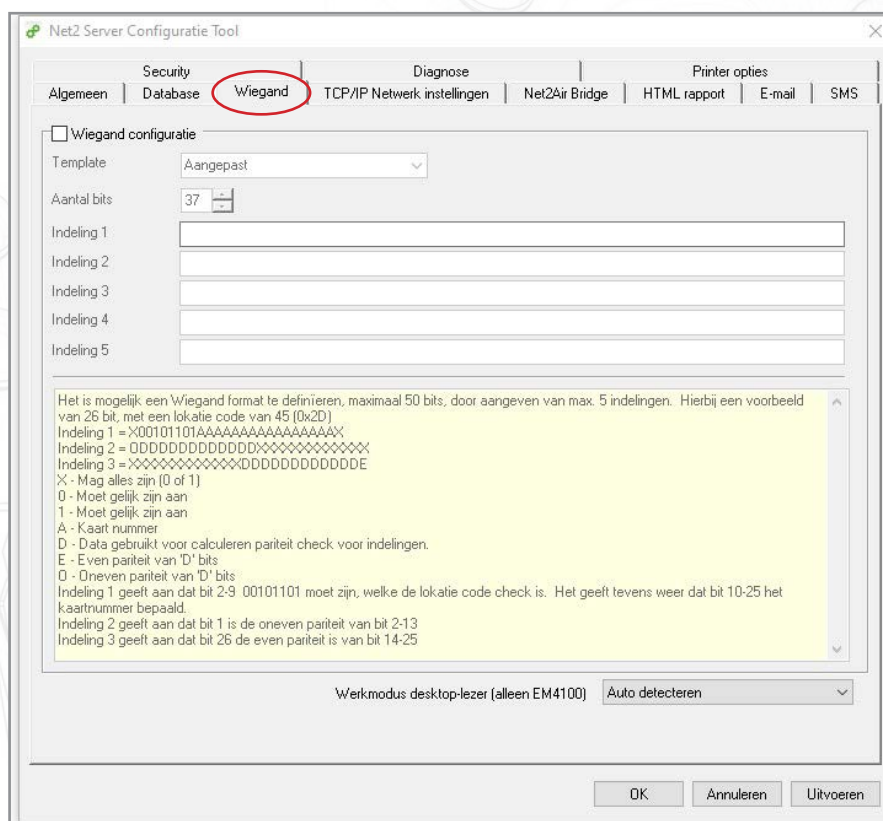 Net2 Server Configuratie Tool
Security Diagnose Printer opties
Algemeen Database Wiegand TCP/IP Netwerk instellingen Net2Air Bridge HTML rapport E-mail SMS
Wiegand configuratie
Template Aangepast
Aantal bits 37
Indeling 1
Indeling 2
Indeling 3
Indeling 4
Indeling 5
Het is mogelijk een Wiegand format te definïeren, maximaal 50 bits, door aangeven van max. 5 indelingen. Hierbij een voorbeeld
van 26 bit, met een lokatie code van 45 (0x2D)
Indeling 1 = X00101101AAAAAAAAAAAAAAAAX
Indeling 2 = ODDDDDDDDDDDDXXXXXXXXXXXXX
Indeling 3 = XXXXXXXXXXXXXDDDDDDDDDDDDE
X - Mag alles zijn (0 of 1)
0 - Moet gelijk zijn aan
1 - Moet gelijk zijn aan
A - Kaart nummer
D - Data gebruikt voor calculeren pariteit check voor indelingen.
E - Even pariteit van 'D' bits
O - Oneven pariteit van 'D' bits
Indeling 1 geeft aan dat bit 2-9 00101101 moet zijn, welke de lokatie code check is. Het geeft tevens weer dat bit 10-25 het
kaartnummer bepaald.
Indeling 2 geeft aan dat bit 1 is de oneven pariteit van bit 2-13
Indeling 3 geeft aan dat bit 26 de even pariteit is van bit 14-25
Werkmodus desktop-lezer (alleen EM4100) Auto detecteren
OK Annuleren Uitvoeren